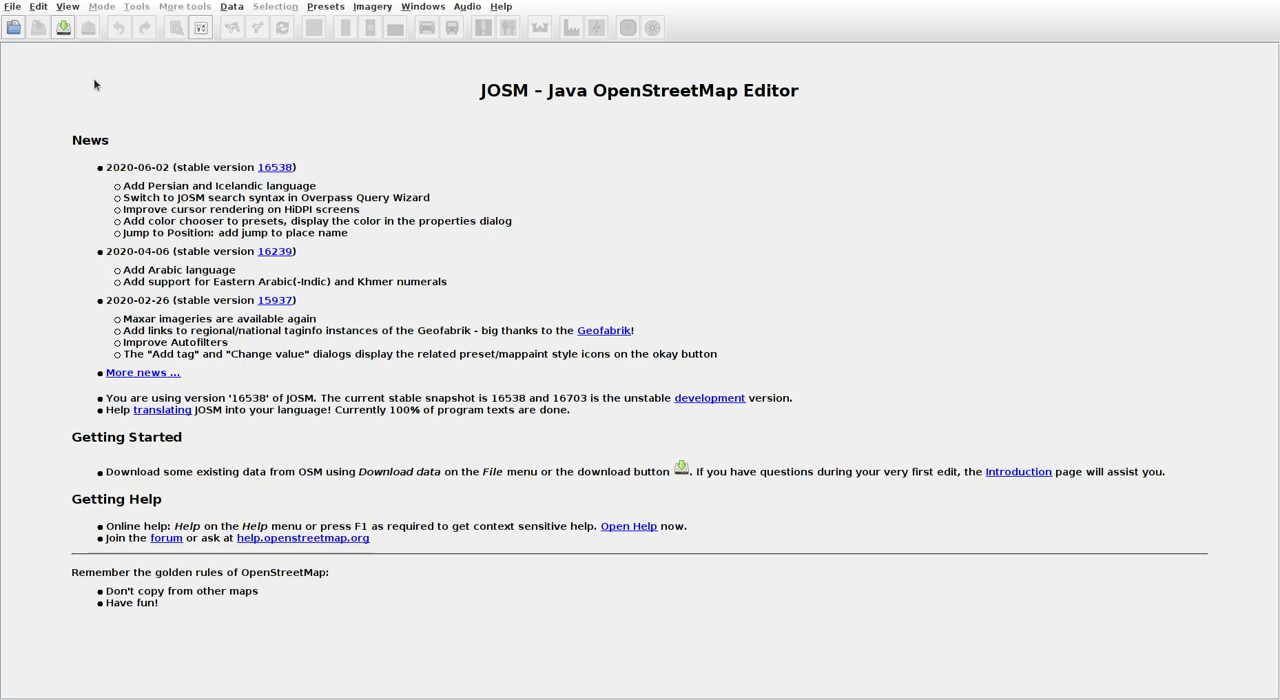 File Edit View Mode Tools More tools Data Selection Presets Imagery Windows Audio Help
JOSM – Java OpenStreetMap Editor
News
2020-06-02 (stable version 16538)
Add Persian and Icelandic language
Switch to JOSM search syntax in Overpass Query Wizard
Improve cursor rendering on HiDPI screens
Add color chooser to presets, display the color in the properties dialog
Jump to Position: add jump to place name
2020-04-06 (stable version 16239)
Add Arabic language
Add support for Eastern Arabic(-Indic) and Khmer numerals
2020-02-26 (stable version 15937)
Maxar imageries are available again
Add links to regional/national taginfo instances of the Geofabrik - big thanks to the Geofabrik!
Improve Autofilters
The "Add tag" and "Change value" dialogs display the related preset/mappaint style icons on the okay button
More news ...
You are using version '16538' of JOSM. The current stable snapshot is 16538 and 16703 is the unstable development version.
Help translating JOSM into your language! Currently 100% of program texts are done.
Getting Started
Download some existing data from OSM using Download data on the File menu or the download button . If you have questions during your very first edit, the Introduction page will assist you.
Getting Help
Online help: Help on the Help menu or press F1 as required to get context sensitive help. Open Help now.
Join the forum or ask at help.openstreetmap.org
Remember the golden rules of OpenStreetMap:
Don't copy from other maps
Have fun!